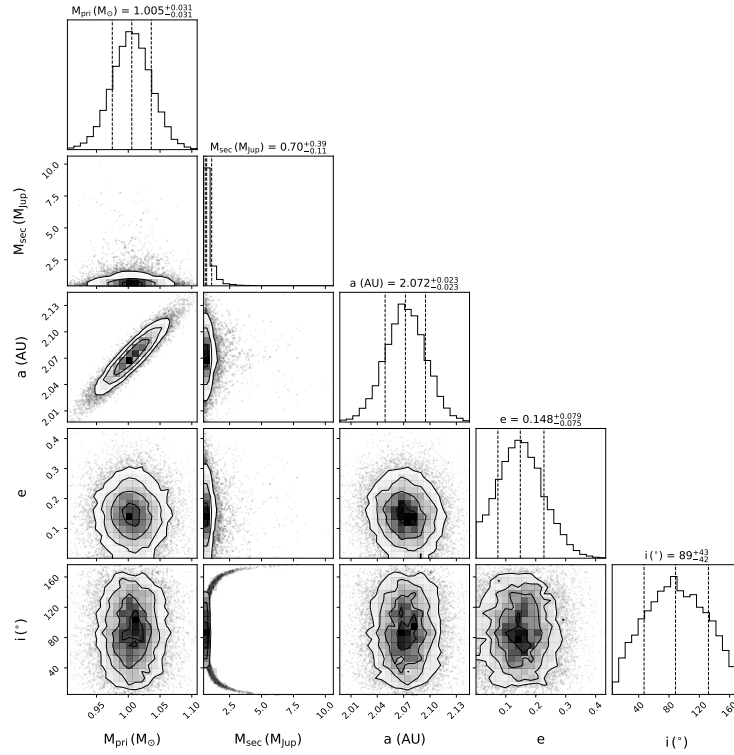 M_pri (M_⊙) = 1.005^{+0.031}_{−0.031}
10.0
7.5
5.0
2.5
M_sec (M_Jup)
M_sec (M_Jup) = 0.70^{+0.39}_{−0.11}
2.13
2.10
2.07
2.04
2.01
a (AU)
a (AU) = 2.072^{+0.023}_{−0.023}
0.4
0.3
0.2
0.1
e
e = 0.148^{+0.079}_{−0.075}
160
120
80
40
i (°)
i (°) = 89^{+43}_{−42}
0.95 1.00 1.05 1.10
M_pri (M_⊙)
2.5 5.0 7.5 10.0
M_sec (M_Jup)
2.01 2.04 2.07 2.10 2.13
a (AU)
0.1 0.2 0.3 0.4
e
40 80 120 160
i (°)